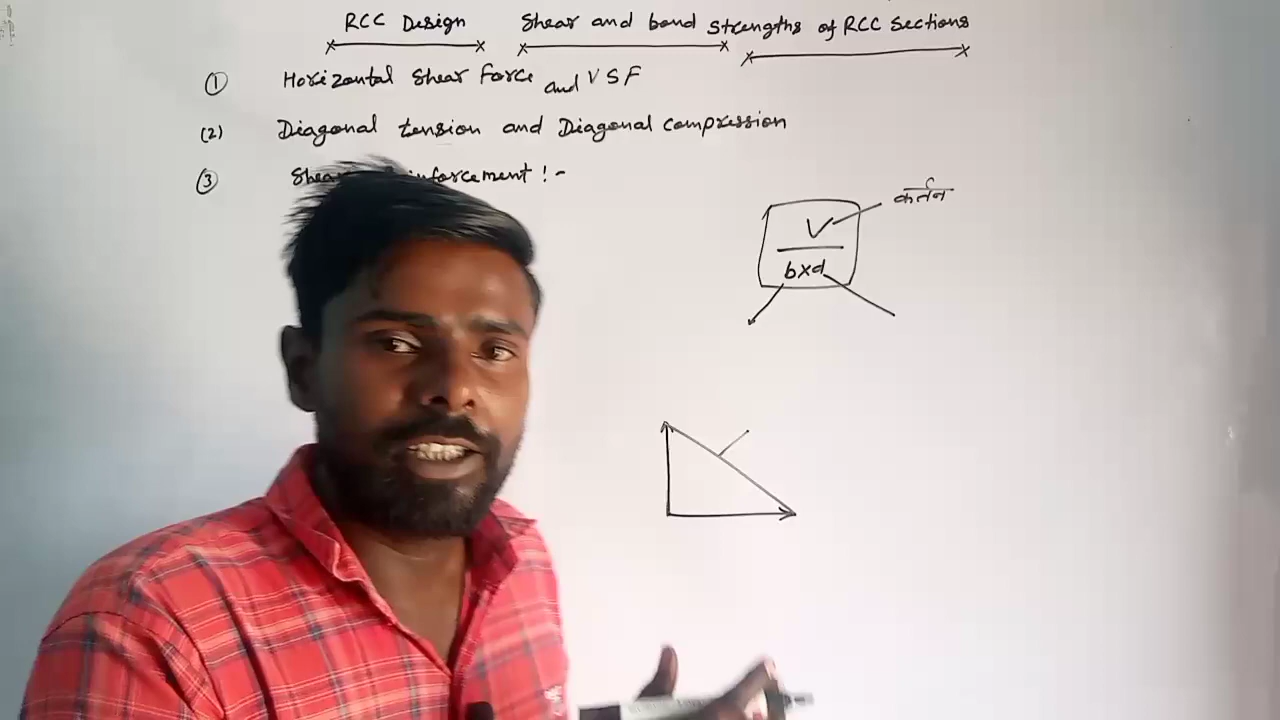 RCC Design Shear and bond strengths of RCC Sections
① Horizontal shear force and V S F
(2) Diagonal tension and Diagonal compression
③ Shear inforcement ! -
V कर्तन
b×d